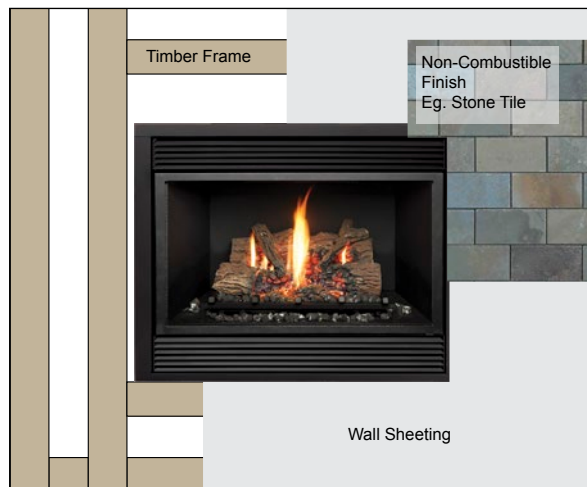 Timber Frame
Non-Combustible
Finish
Eg. Stone Tile
Wall Sheeting